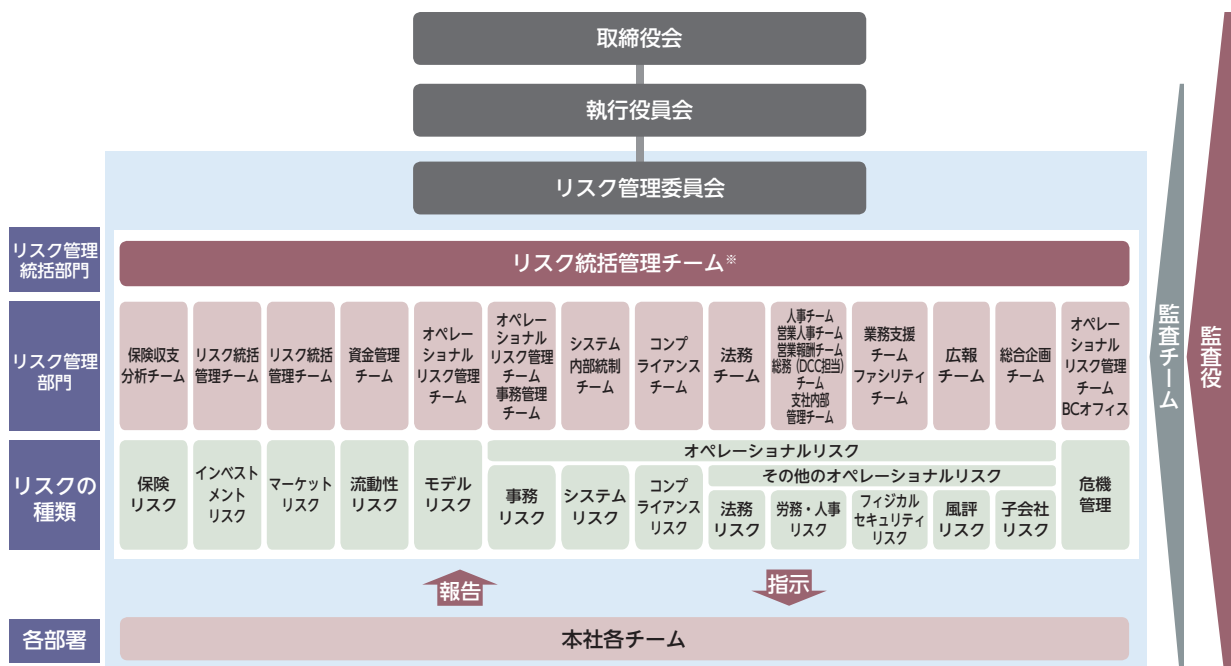 取締役会
執行役員会
リスク管理委員会
リスク管理
統括部門
リスク統括管理チーム※
リスク管理
部門
保険収支
分析チーム
リスク統括
管理チーム
リスク統括
管理チーム
資金管理
チーム
オペレー
ショナル
リスク管理
チーム
オペレー
ショナル
リスク管理
チーム
事務管理
チーム
システム
内部統制
チーム
コンプ
ライアンス
チーム
法務
チーム
人事チーム
営業人事チーム
営業報酬チーム
総務（DCC担当）
チーム
支社内部
管理チーム
業務支援
チーム
ファシリティ
チーム
広報
チーム
総合企画
チーム
オペレー
ショナル
リスク管理
チーム
BCオフィス
リスクの
種類
保険
リスク
インベスト
メント
リスク
マーケット
リスク
流動性
リスク
モデル
リスク
オペレーショナルリスク
事務
リスク
システム
リスク
コンプ
ライアンス
リスク
その他のオペレーショナルリスク
法務
リスク
労務・人事
リスク
フィジカル
セキュリティ
リスク
風評
リスク
子会社
リスク
危機
管理
報告
指示
各部署
本社各チーム
監査チーム
監査役